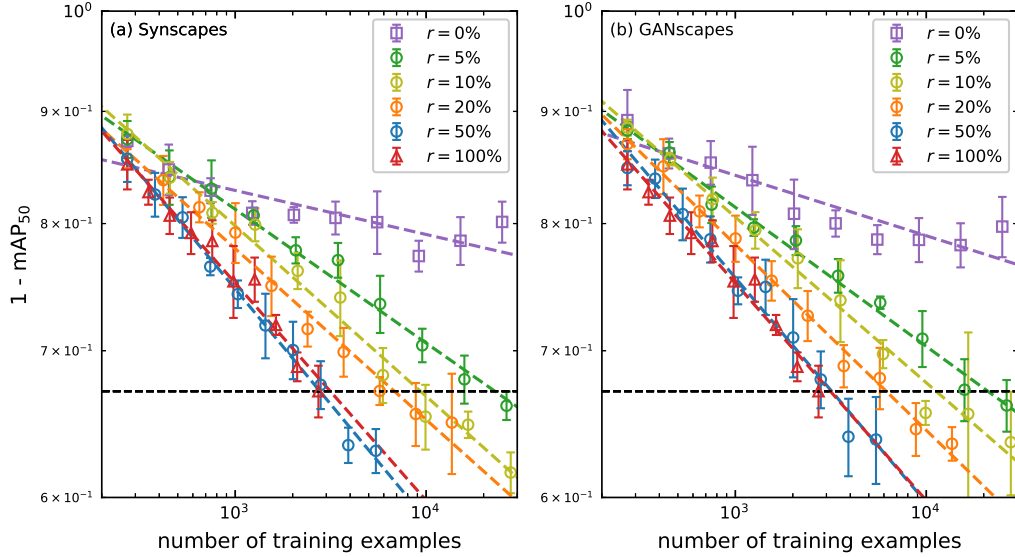 (a) Synscapes
r = 0%
r = 5%
r = 10%
r = 20%
r = 50%
r = 100%
10⁰
9 × 10⁻¹
8 × 10⁻¹
7 × 10⁻¹
6 × 10⁻¹
1 - mAP₅₀
10³
10⁴
number of training examples
(b) GANscapes
r = 0%
r = 5%
r = 10%
r = 20%
r = 50%
r = 100%
10⁰
9 × 10⁻¹
8 × 10⁻¹
7 × 10⁻¹
6 × 10⁻¹
10³
10⁴
number of training examples